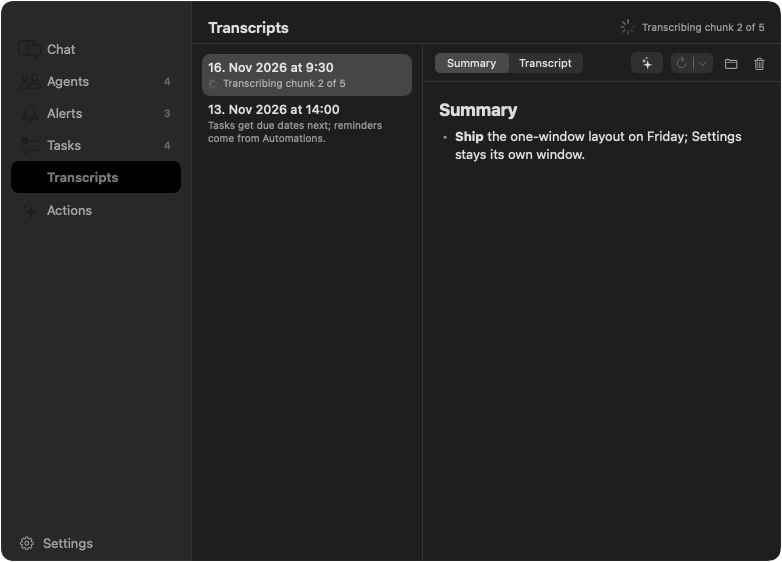 Chat
Agents 4
Alerts 3
Tasks 4
Transcripts
Actions
Settings
Transcripts
Transcribing chunk 2 of 5
16. Nov 2026 at 9:30
Transcribing chunk 2 of 5
13. Nov 2026 at 14:00
Tasks get due dates next; reminders
come from Automations.
Summary Transcript
Summary
• Ship the one-window layout on Friday; Settings
stays its own window.